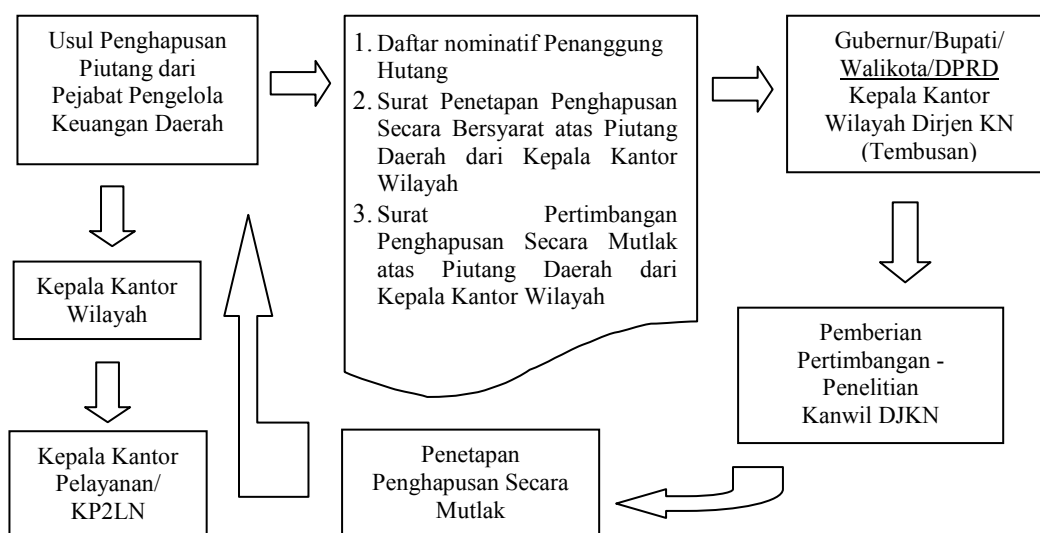 Usul Penghapusan
Piutang dari
Pejabat Pengelola
Keuangan Daerah
1. Daftar nominatif Penanggung
Hutang
2. Surat Penetapan Penghapusan
Secara Bersyarat atas Piutang
Daerah dari Kepala Kantor
Wilayah
3. Surat Pertimbangan
Penghapusan Secara Mutlak
atas Piutang Daerah dari
Kepala Kantor Wilayah
Gubernur/Bupati/
Walikota/DPRD
Kepala Kantor
Wilayah Dirjen KN
(Tembusan)
Kepala Kantor
Wilayah
Pemberian
Pertimbangan -
Penelitian
Kanwil DJKN
Kepala Kantor
Pelayanan/
KP2LN
Penetapan
Penghapusan Secara
Mutlak